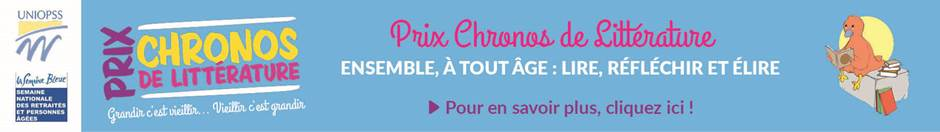 UNIOPSS
Semaine Bleue
SEMAINE
NATIONALE
DES RETRAITÉS
ET PERSONNES
ÂGÉES
PRIX
CHRONOS
DE LITTÉRATURE
Grandir c'est vieillir... Vieillir c'est grandir
Prix Chronos de Littérature
ENSEMBLE, À TOUT ÂGE : LIRE, RÉFLÉCHIR ET ÉLIRE
Pour en savoir plus, cliquez ici !